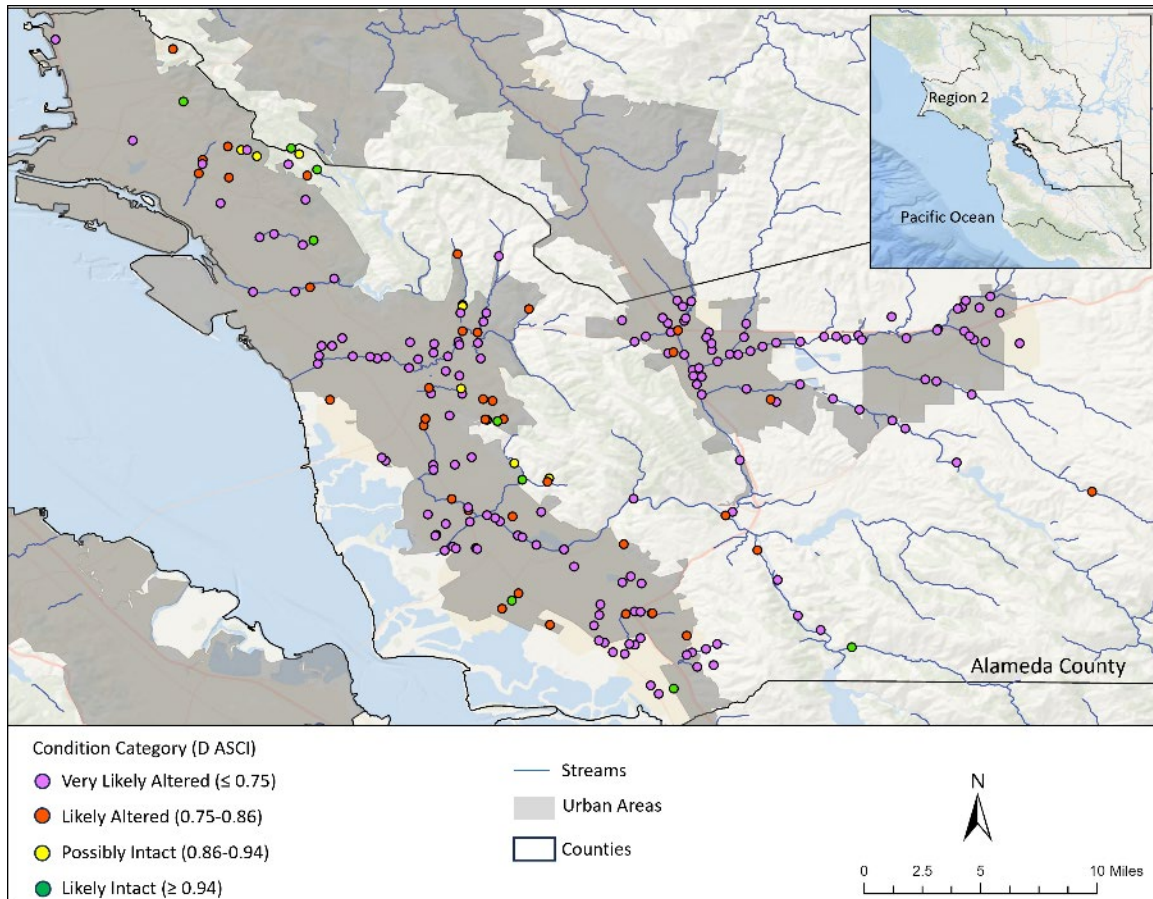 Region 2
Pacific Ocean
Alameda County
Condition Category (D ASCI)
Very Likely Altered (≤ 0.75)
Likely Altered (0.75-0.86)
Possibly Intact (0.86-0.94)
Likely Intact (≥ 0.94)
Streams
Urban Areas
Counties
N
0 2.5 5 10 Miles